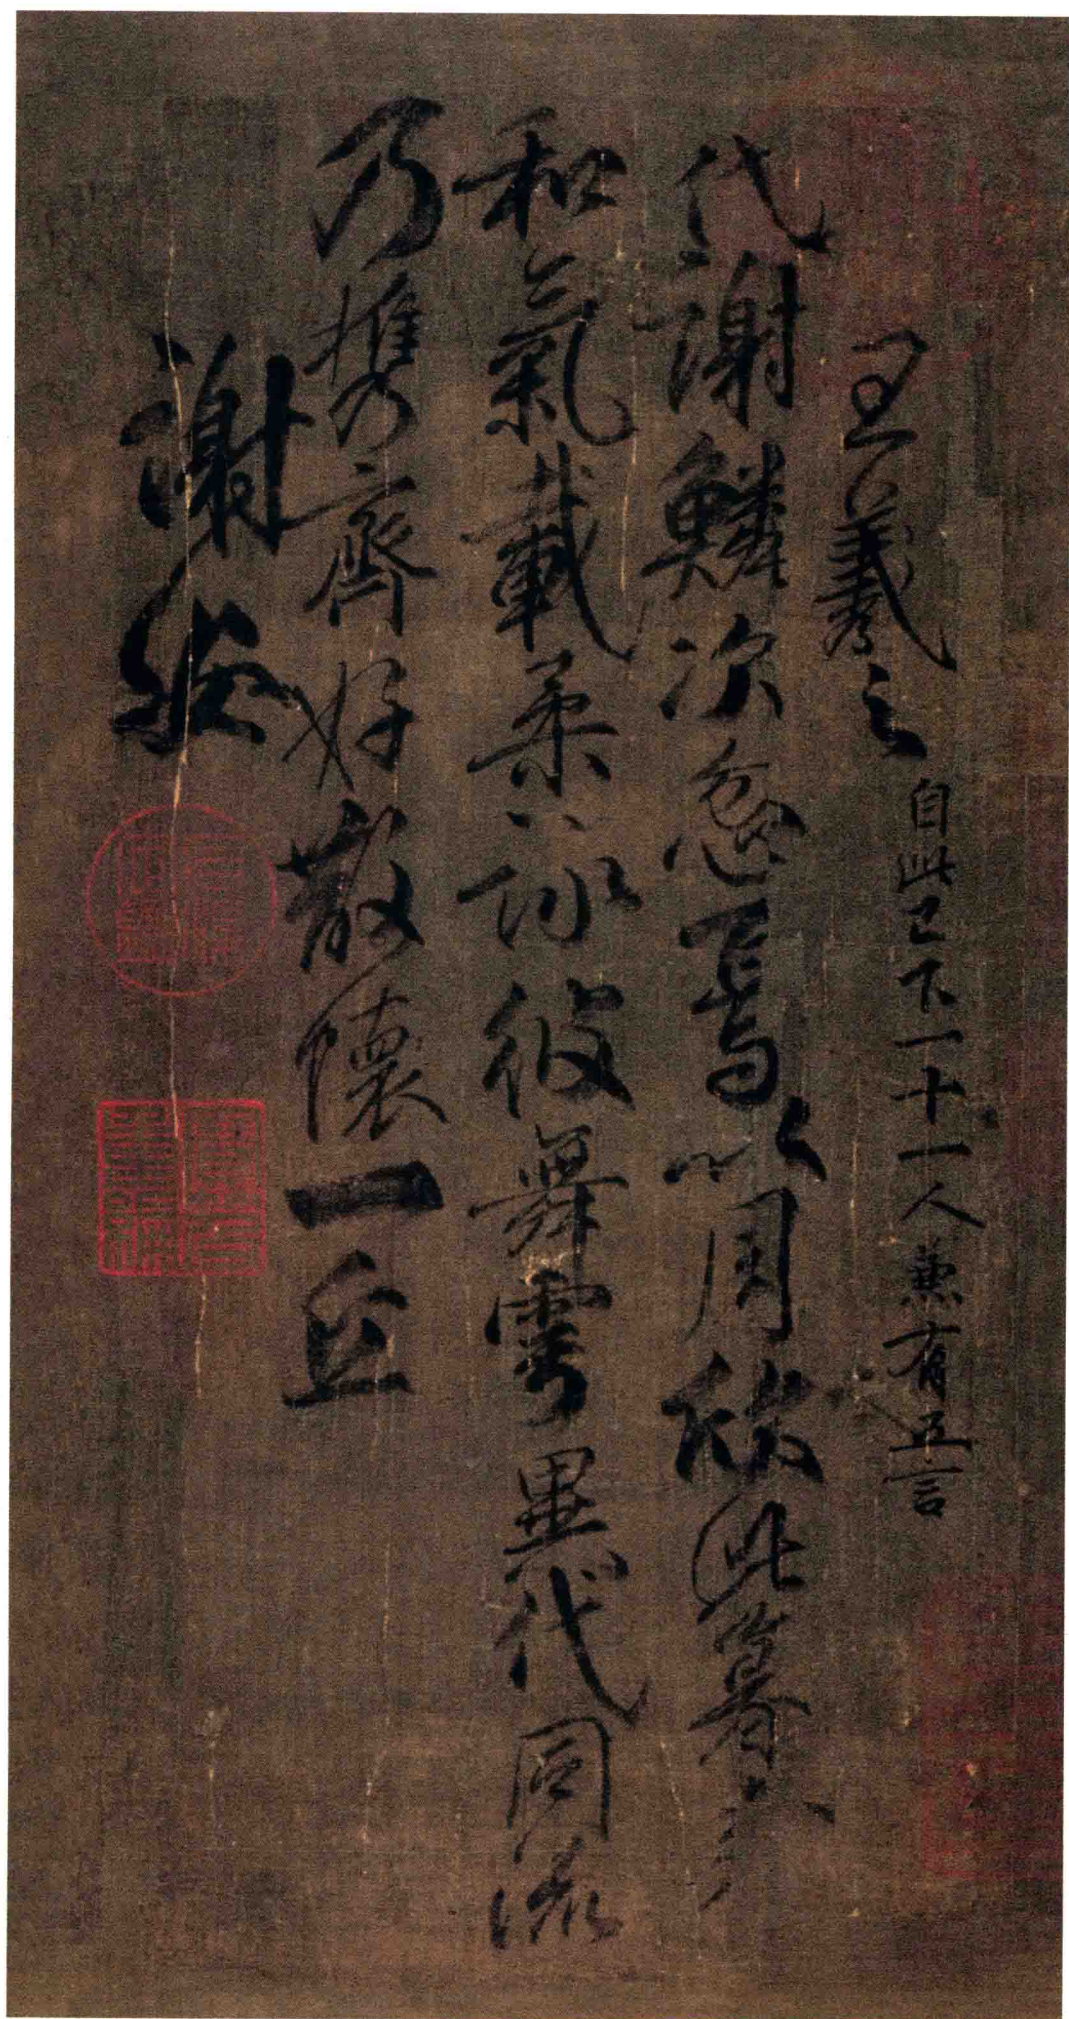 王羲之 自此已下一十一人兼有五言
代謝鱗次忽焉以周欣此暮春
和氣載柔詠彼舞雩異代同流
乃携齊好散懷一丘
謝安